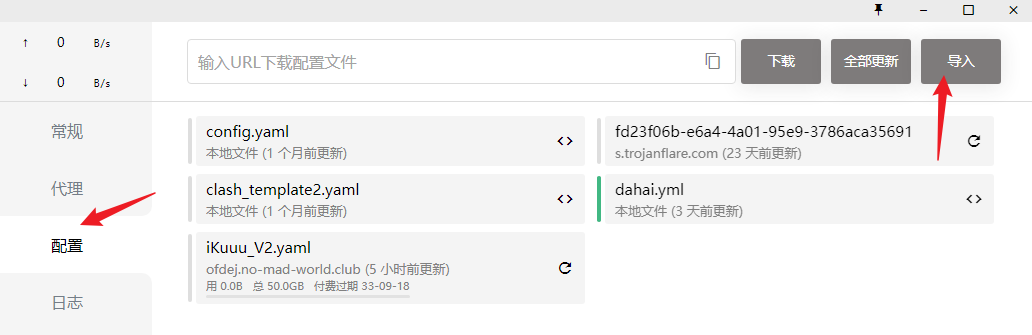 ↑ 0 B/s
↓ 0 B/s
常规
代理
配置
日志
输入URL下载配置文件
下载
全部更新
导入
config.yaml
本地文件 (1 个月前更新)
fd23f06b-e6a4-4a01-95e9-3786aca35691
s.trojanflare.com (23 天前更新)
clash_template2.yaml
本地文件 (1 个月前更新)
dahai.yml
本地文件 (3 天前更新)
iKuuu_V2.yaml
ofdej.no-mad-world.club (5 小时前更新)
用 0.0B 总 50.0GB 付费过期 33-09-18